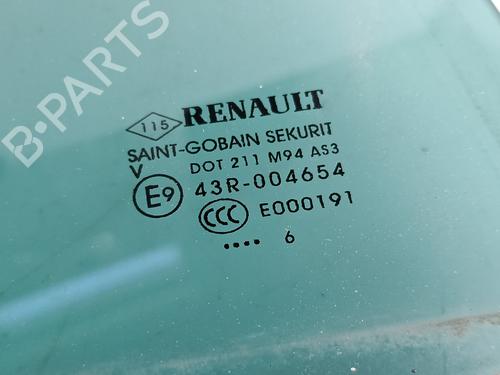 B-PARTS
115 RENAULT
SAINT-GOBAIN SEKURIT
V DOT 211 M94 AS3
E9 43R-004654
CCC E000191
.... 6